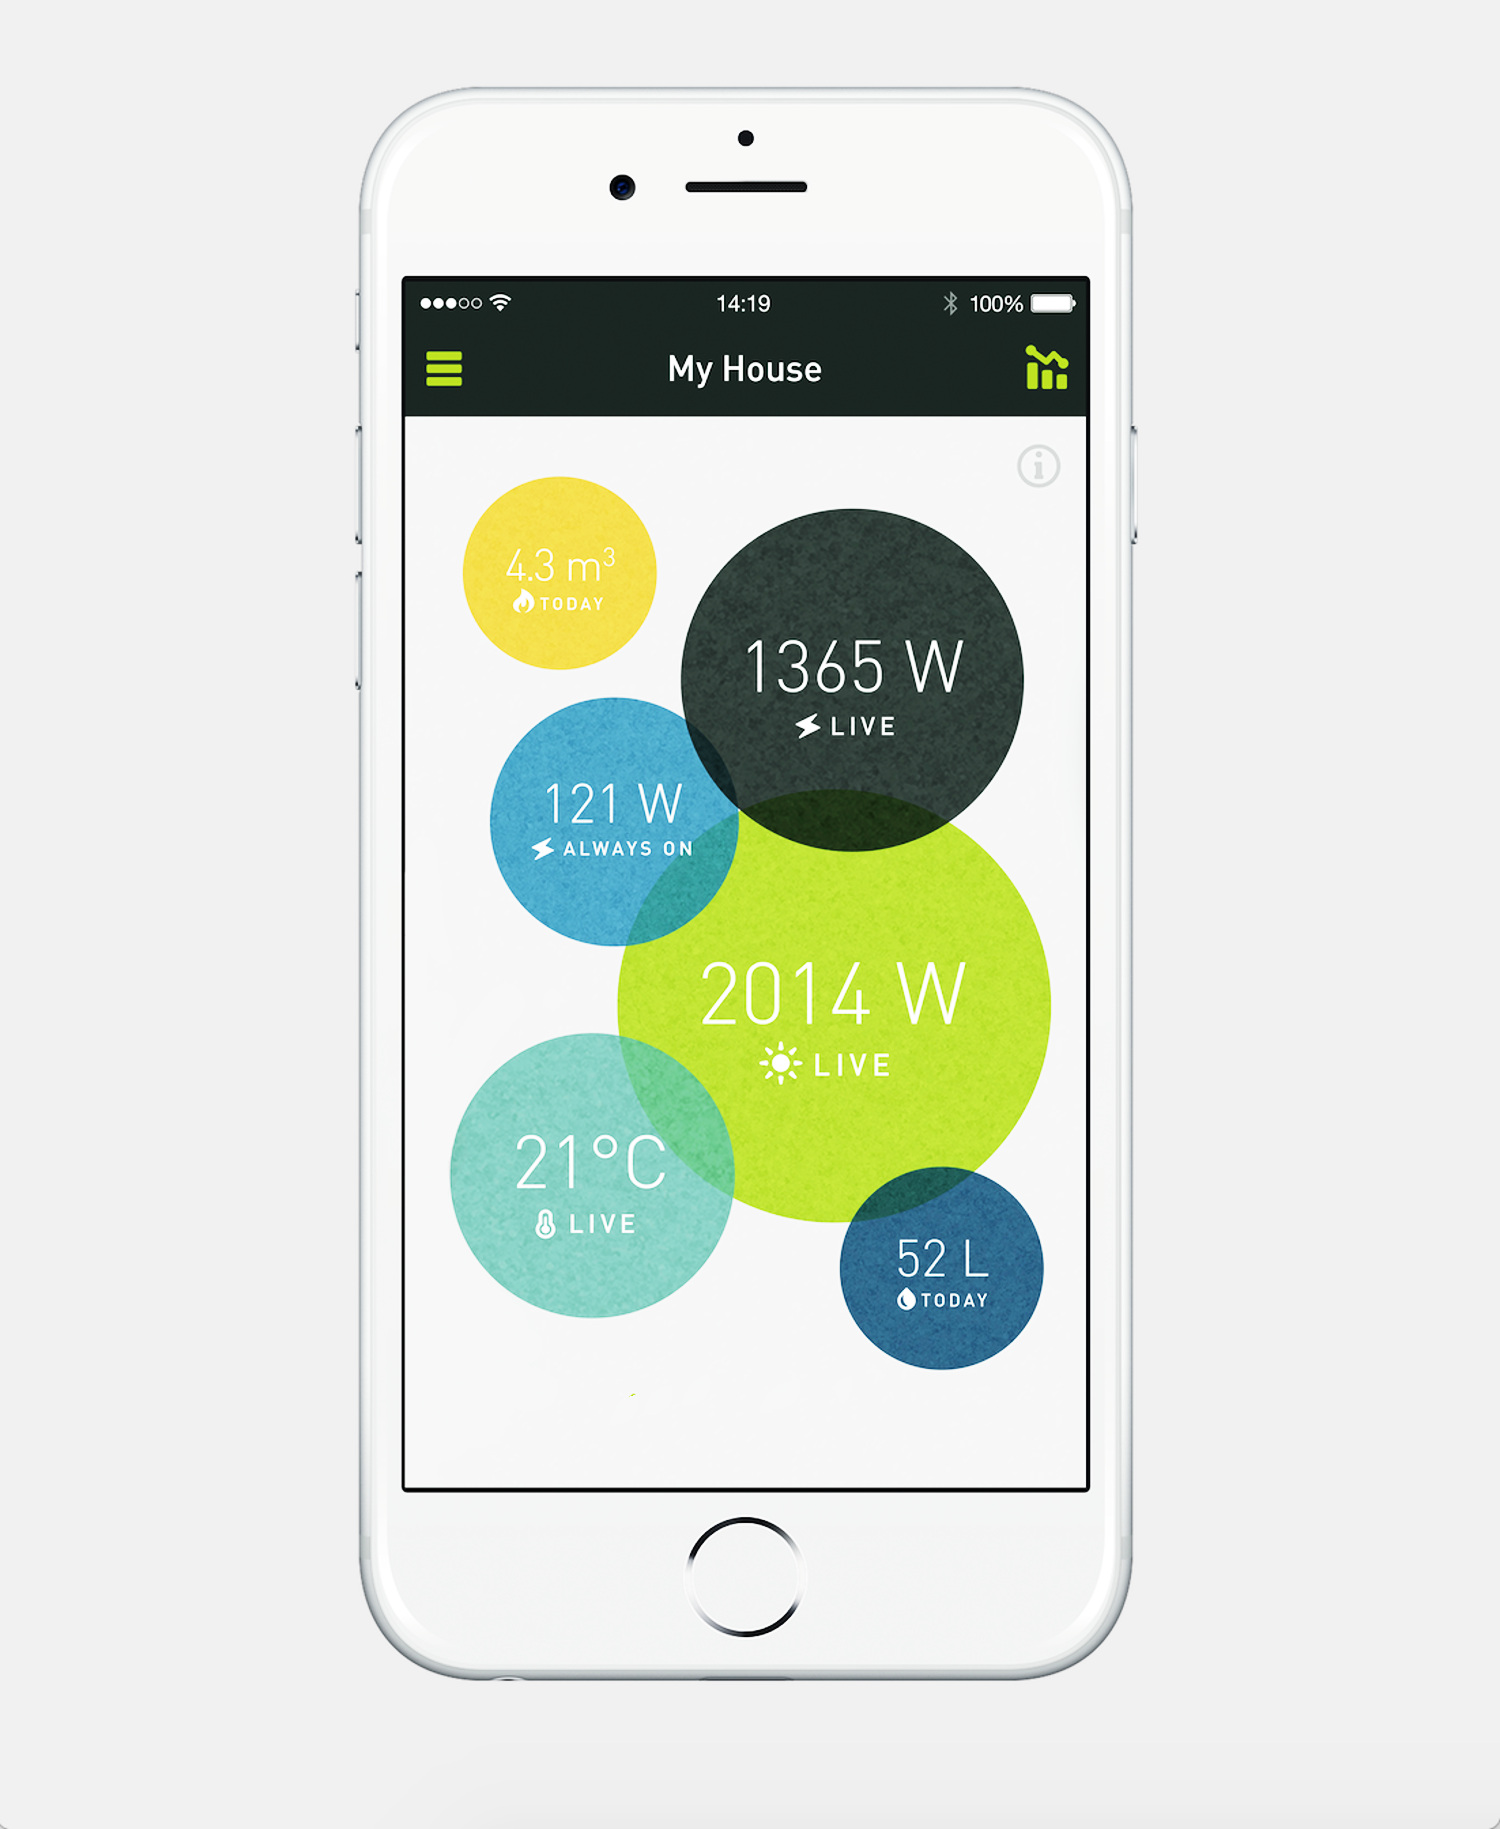 14:19
100%
My House
4.3 m³
TODAY
1365 W
LIVE
121 W
ALWAYS ON
2014 W
LIVE
21°C
LIVE
52 L
TODAY